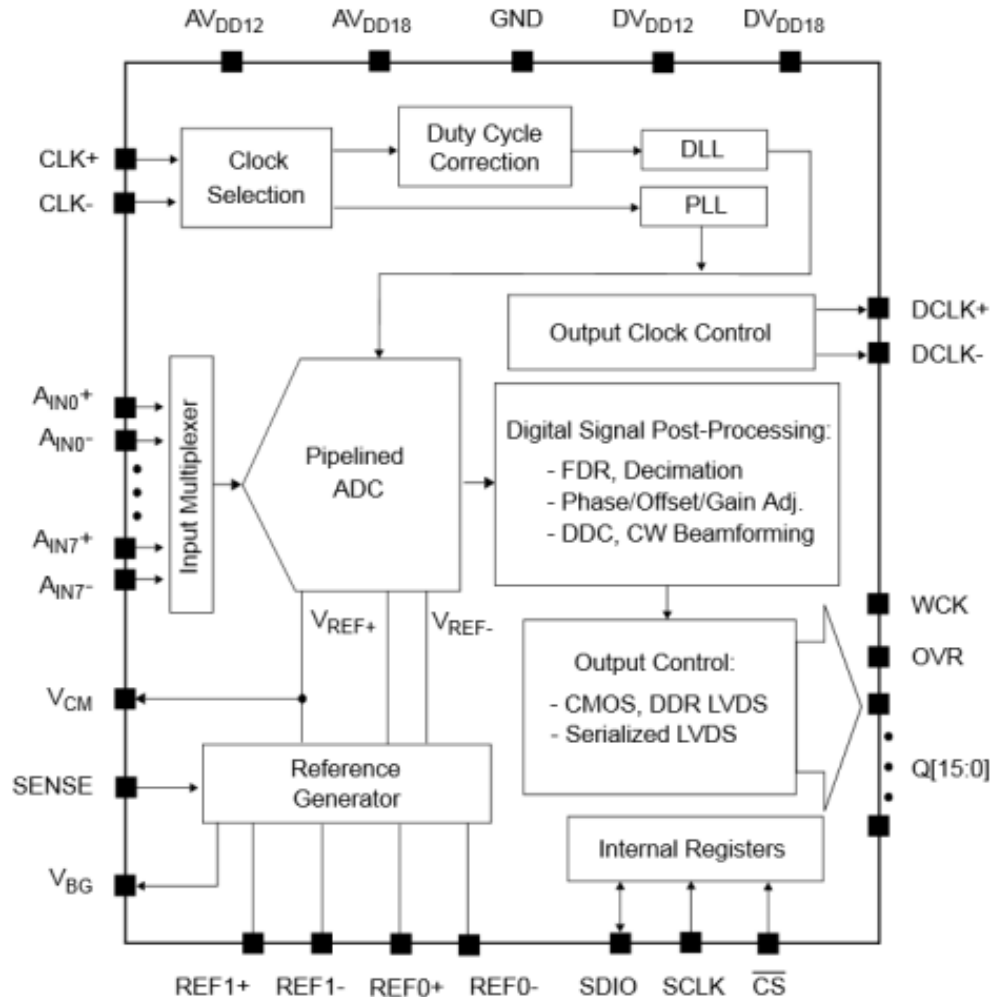 AVDD12
AVDD18
GND
DVDD12
DVDD18
CLK+
CLK-
Clock
Selection
Duty Cycle
Correction
DLL
PLL
Output Clock Control
DCLK+
DCLK-
AIN0+
AIN0-
AIN7+
AIN7-
Input Multiplexer
Pipelined
ADC
Digital Signal Post-Processing:
- FDR, Decimation
- Phase/Offset/Gain Adj.
- DDC, CW Beamforming
VREF+
VREF-
Output Control:
- CMOS, DDR LVDS
- Serialized LVDS
WCK
OVR
Q[15:0]
VCM
SENSE
VBG
Reference
Generator
Internal Registers
REF1+
REF1-
REF0+
REF0-
SDIO
SCLK
C̅S̅